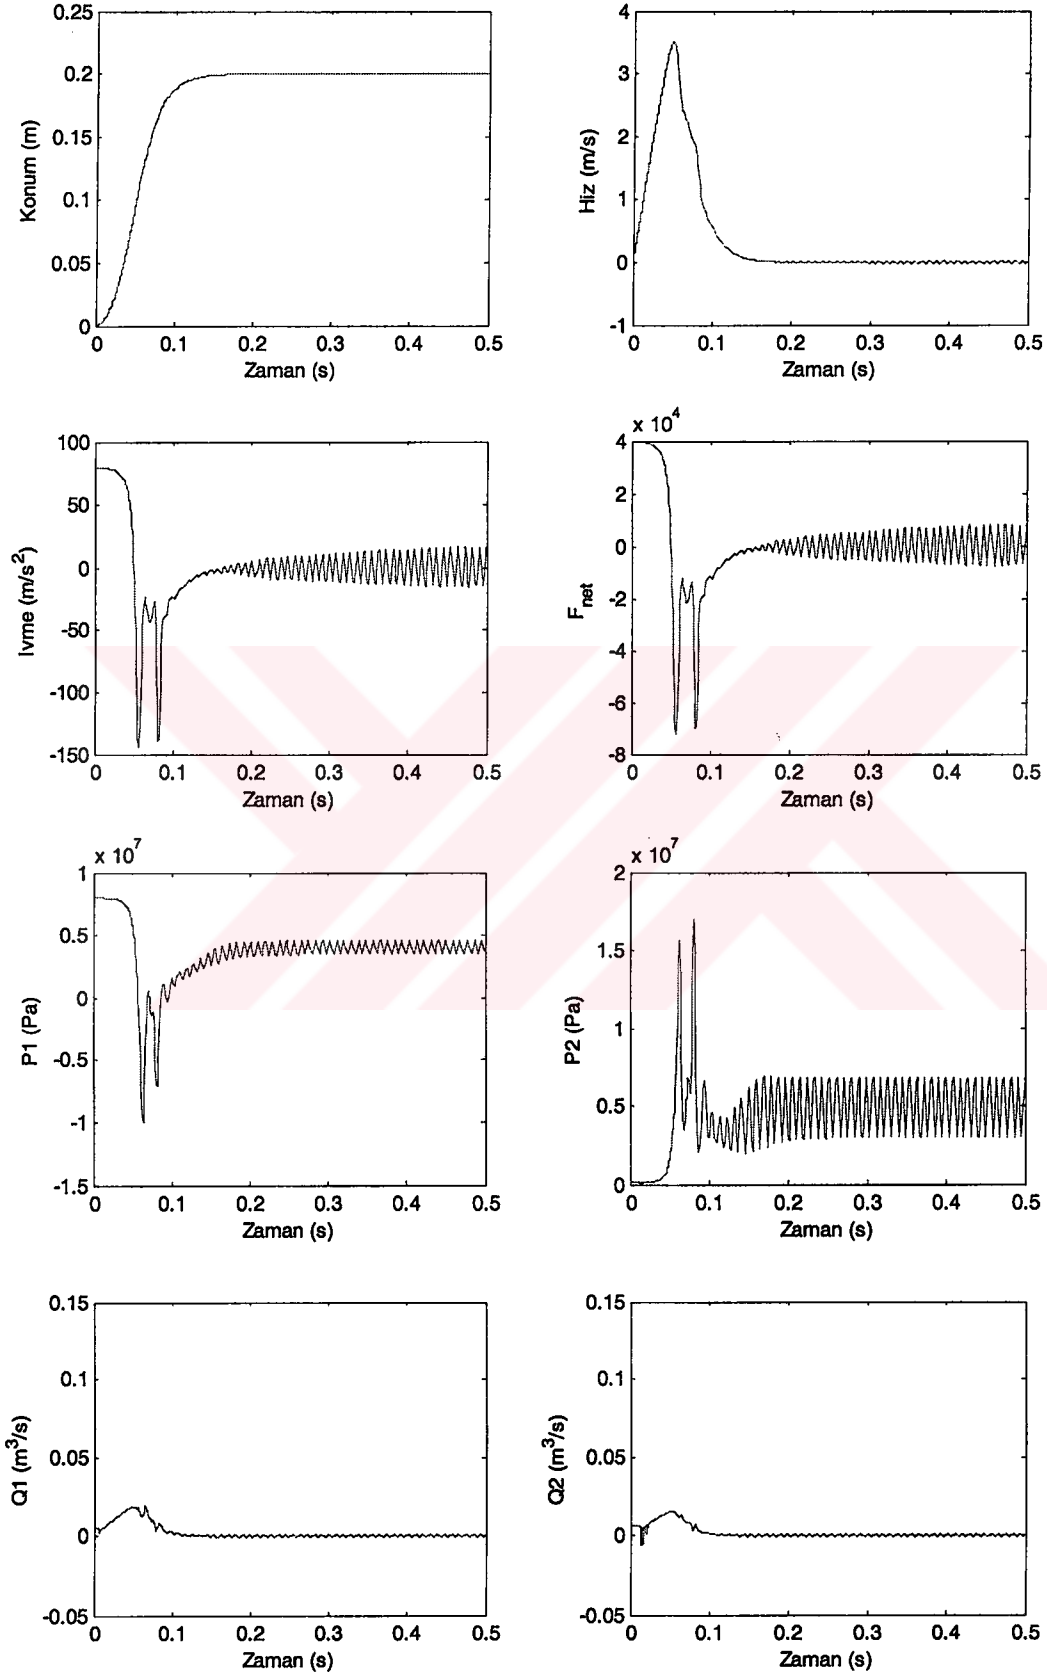 0.25
0.2
0.15
0.1
0.05
0
Konum (m)
0 0.1 0.2 0.3 0.4 0.5
Zaman (s)
4
3
2
1
0
-1
Hiz (m/s)
0 0.1 0.2 0.3 0.4 0.5
Zaman (s)
100
50
0
-50
-100
-150
Ivme (m/s²)
0 0.1 0.2 0.3 0.4 0.5
Zaman (s)
x 10⁴
4
2
0
-2
-4
-6
-8
Fnet
0 0.1 0.2 0.3 0.4 0.5
Zaman (s)
x 10⁷
1
0.5
0
-0.5
-1
-1.5
P1 (Pa)
0 0.1 0.2 0.3 0.4 0.5
Zaman (s)
x 10⁷
2
1.5
1
0.5
0
P2 (Pa)
0 0.1 0.2 0.3 0.4 0.5
Zaman (s)
0.15
0.1
0.05
0
-0.05
Q1 (m³/s)
0 0.1 0.2 0.3 0.4 0.5
Zaman (s)
0.15
0.1
0.05
0
-0.05
Q2 (m³/s)
0 0.1 0.2 0.3 0.4 0.5
Zaman (s)